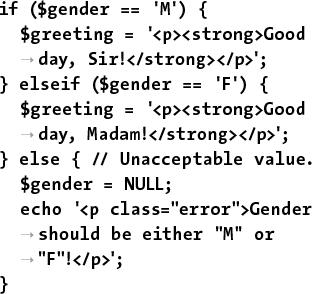 if ($gender == 'M') {
$greeting = '<p><strong>Good
→ day, Sir!</strong></p>';
} elseif ($gender == 'F') {
$greeting = '<p><strong>Good
→ day, Madam!</strong></p>';
} else { // Unacceptable value.
$gender = NULL;
echo '<p class="error">Gender
→ should be either "M" or
→ "F"!</p>';
}